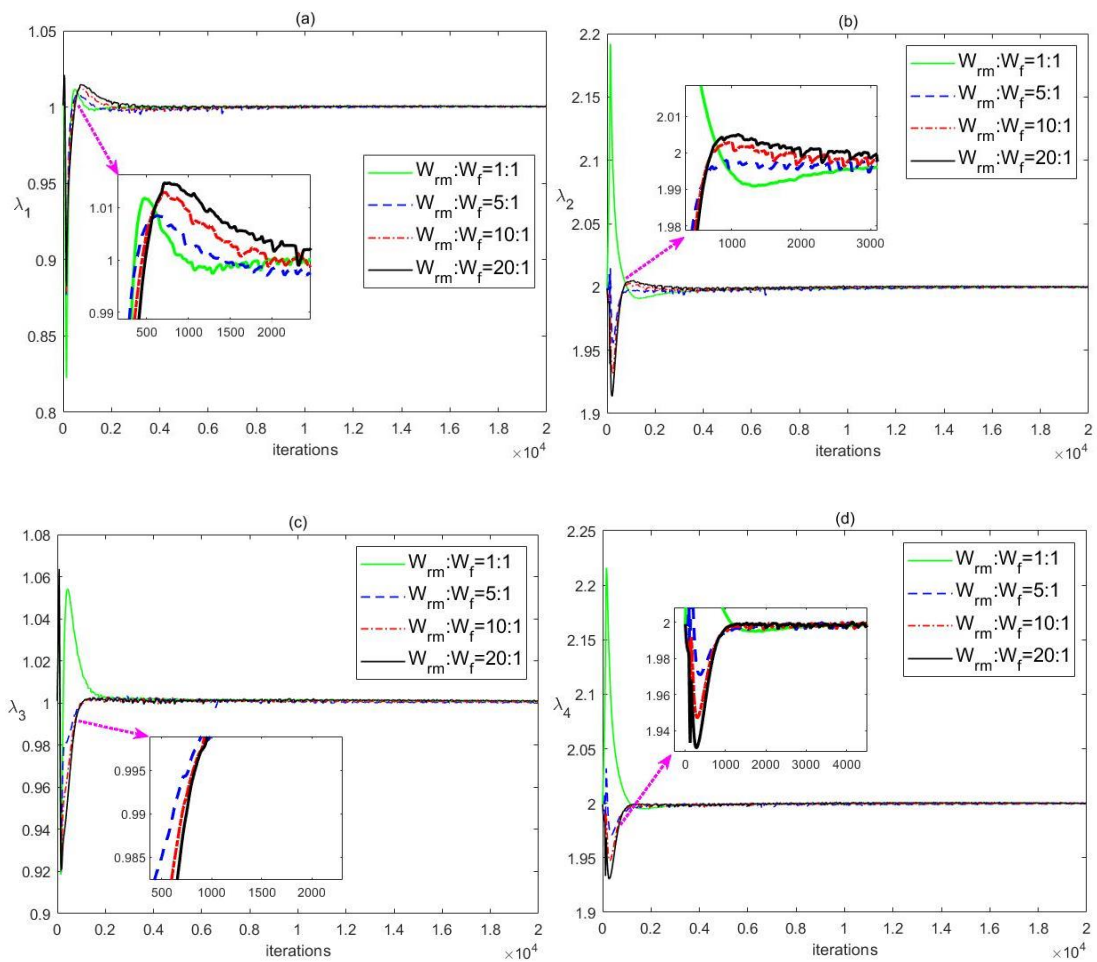 (a)
1.05
1
0.95
0.9
0.85
0.8
λ1
1.01
1
0.99
500 1000 1500 2000
Wrm:Wf=1:1
Wrm:Wf=5:1
Wrm:Wf=10:1
Wrm:Wf=20:1
0 0.2 0.4 0.6 0.8 1 1.2 1.4 1.6 1.8 2
iterations
×10^4
(b)
2.2
2.15
2.1
2.05
2
1.95
1.9
λ2
Wrm:Wf=1:1
Wrm:Wf=5:1
Wrm:Wf=10:1
Wrm:Wf=20:1
2.01
2
1.99
1.98
1000 2000 3000
0 0.2 0.4 0.6 0.8 1 1.2 1.4 1.6 1.8 2
iterations
×10^4
(c)
1.08
1.06
1.04
1.02
1
0.98
0.96
0.94
0.92
0.9
λ3
Wrm:Wf=1:1
Wrm:Wf=5:1
Wrm:Wf=10:1
Wrm:Wf=20:1
0.995
0.99
0.985
500 1000 1500 2000
0 0.2 0.4 0.6 0.8 1 1.2 1.4 1.6 1.8 2
iterations
×10^4
(d)
2.25
2.2
2.15
2.1
2.05
2
1.95
1.9
λ4
Wrm:Wf=1:1
Wrm:Wf=5:1
Wrm:Wf=10:1
Wrm:Wf=20:1
2
1.98
1.96
1.94
0 1000 2000 3000 4000
0 0.2 0.4 0.6 0.8 1 1.2 1.4 1.6 1.8 2
iterations
×10^4